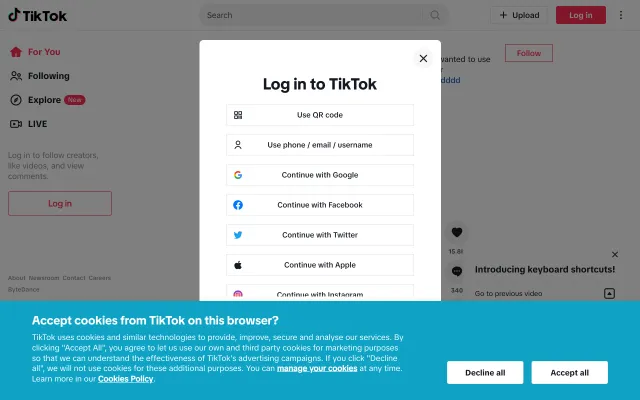 TikTok
Search
+ Upload
Log in
For You
Following
Explore New
LIVE
Log in to follow creators,
like videos, and view
comments.
Log in
About Newsroom Contact Careers
ByteDance
wanted to use
dddd
Follow
15.8K
340
Log in to TikTok
Use QR code
Use phone / email / username
Continue with Google
Continue with Facebook
Continue with Twitter
Continue with Apple
Continue with Instagram
Introducing keyboard shortcuts!
Go to previous video
Accept cookies from TikTok on this browser?
TikTok uses cookies and similar technologies to provide, improve, secure and analyse our services. By
clicking "Accept All", you agree to let us use our own and third party cookies for marketing purposes
so that we can understand the effectiveness of TikTok's advertising campaigns. If you click "Decline
all", we will not use cookies for these additional purposes. You can manage your cookies at any time.
Learn more in our Cookies Policy.
Decline all
Accept all